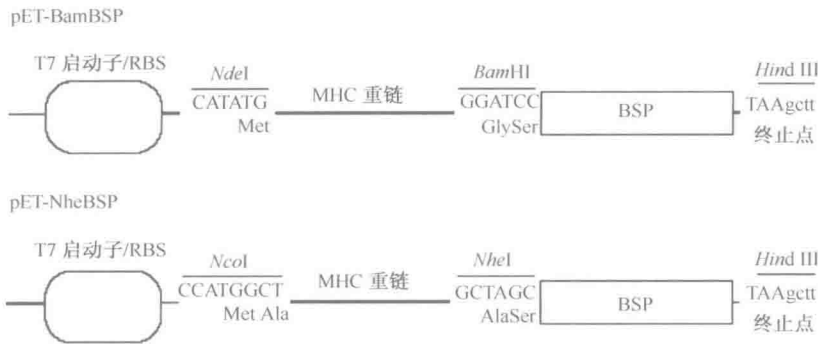 pET-BamBSP
T7 启动子/RBS
NdeI
MHC 重链
BamHI
Hind III
CATATG
GGATCC
BSP
TAAgctt
Met
GlySer
终止点
pET-NheBSP
T7 启动子/RBS
NcoI
MHC 重链
NheI
Hind III
CCATGGCT
GCTAGC
BSP
TAAgctt
Met Ala
AlaSer
终止点